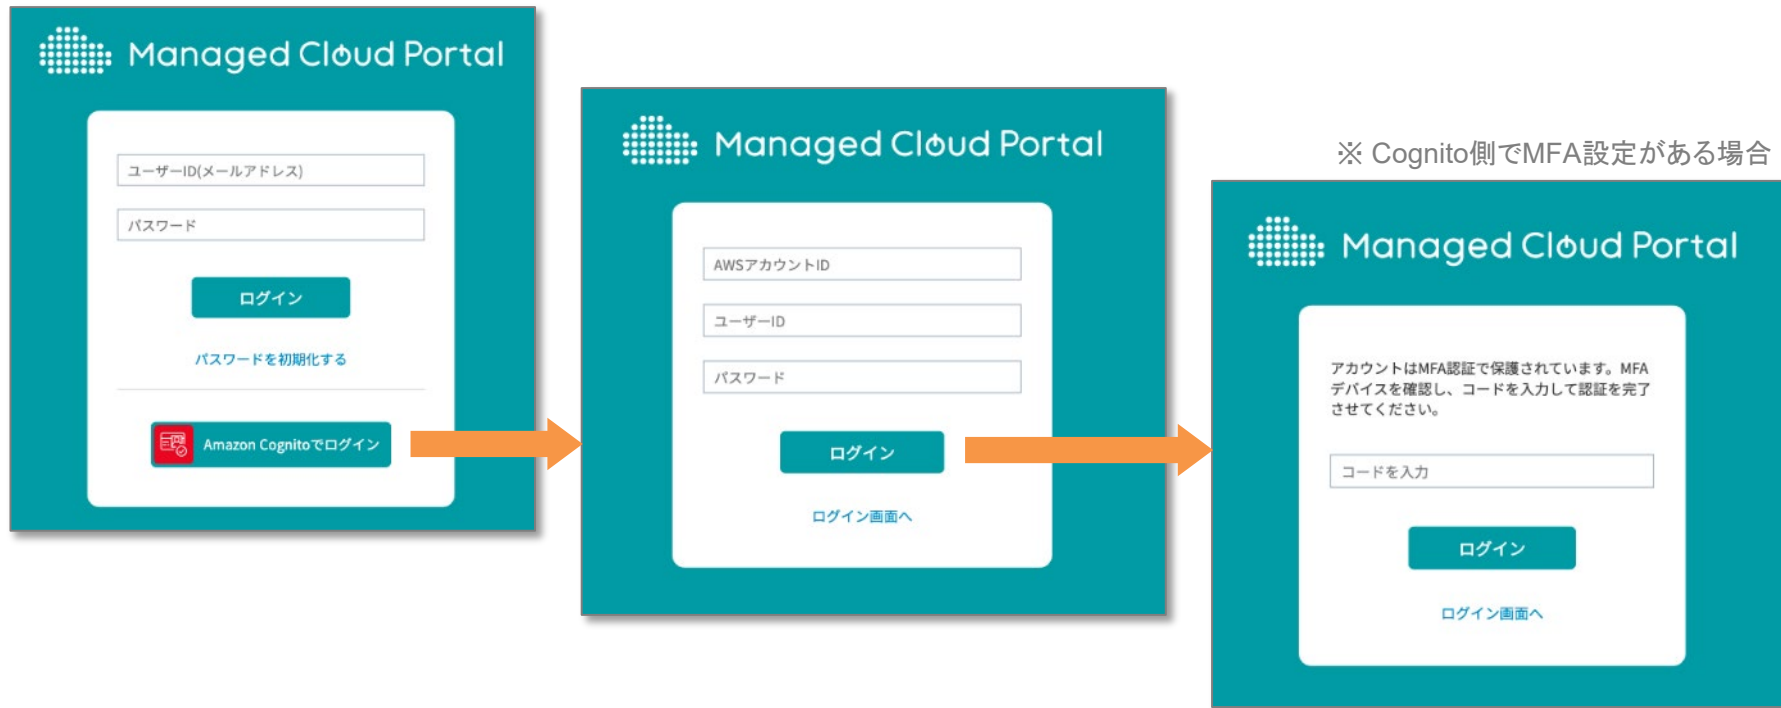 Managed Cloud Portal
ユーザーID(メールアドレス)
パスワード
ログイン
パスワードを初期化する
Amazon Cognitoでログイン
Managed Cloud Portal
AWSアカウントID
ユーザーID
パスワード
ログイン
ログイン画面へ
※ Cognito側でMFA設定がある場合
Managed Cloud Portal
アカウントはMFA認証で保護されています。MFA
デバイスを確認し、コードを入力して認証を完了
させてください。
コードを入力
ログイン
ログイン画面へ